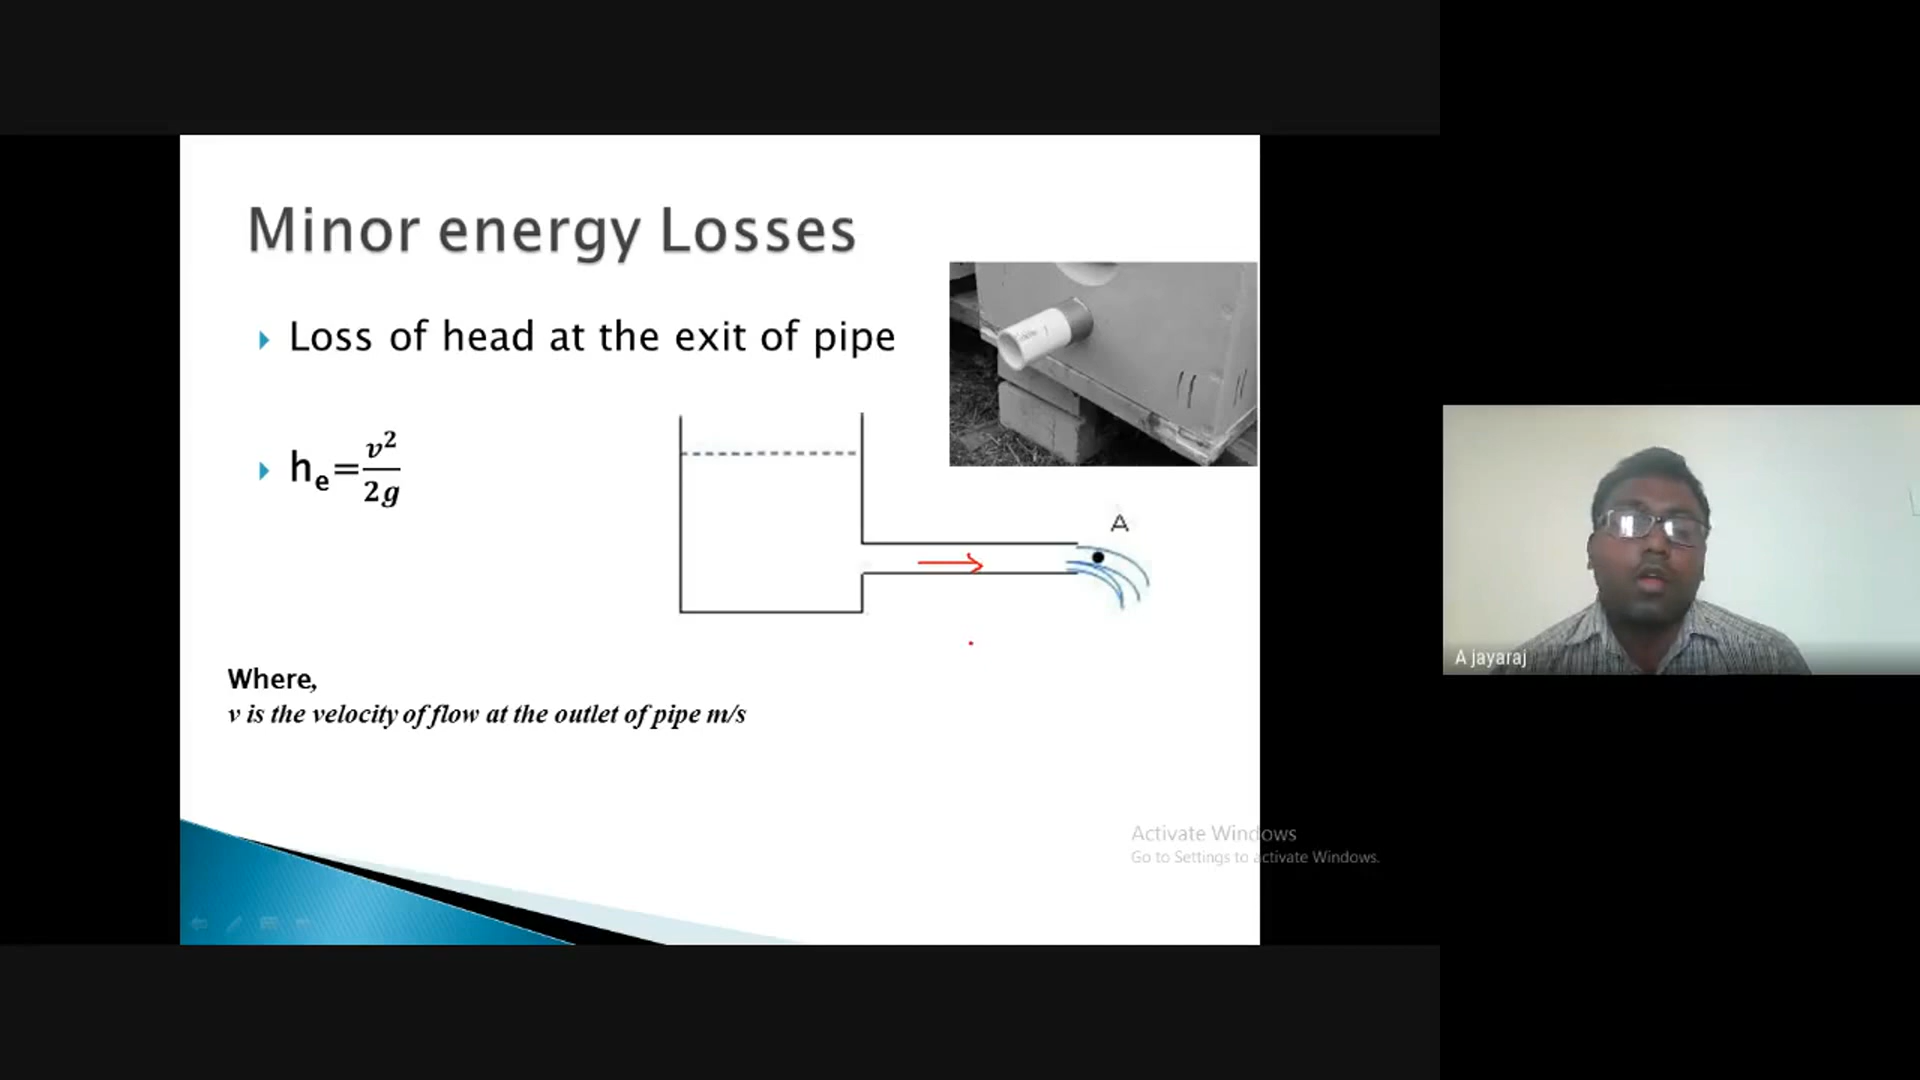 Minor energy Losses
Loss of head at the exit of pipe
hₑ=v²/2g
A
Where,
v is the velocity of flow at the outlet of pipe m/s
Activate Windows
Go to Settings to activate Windows.
A jayaraj